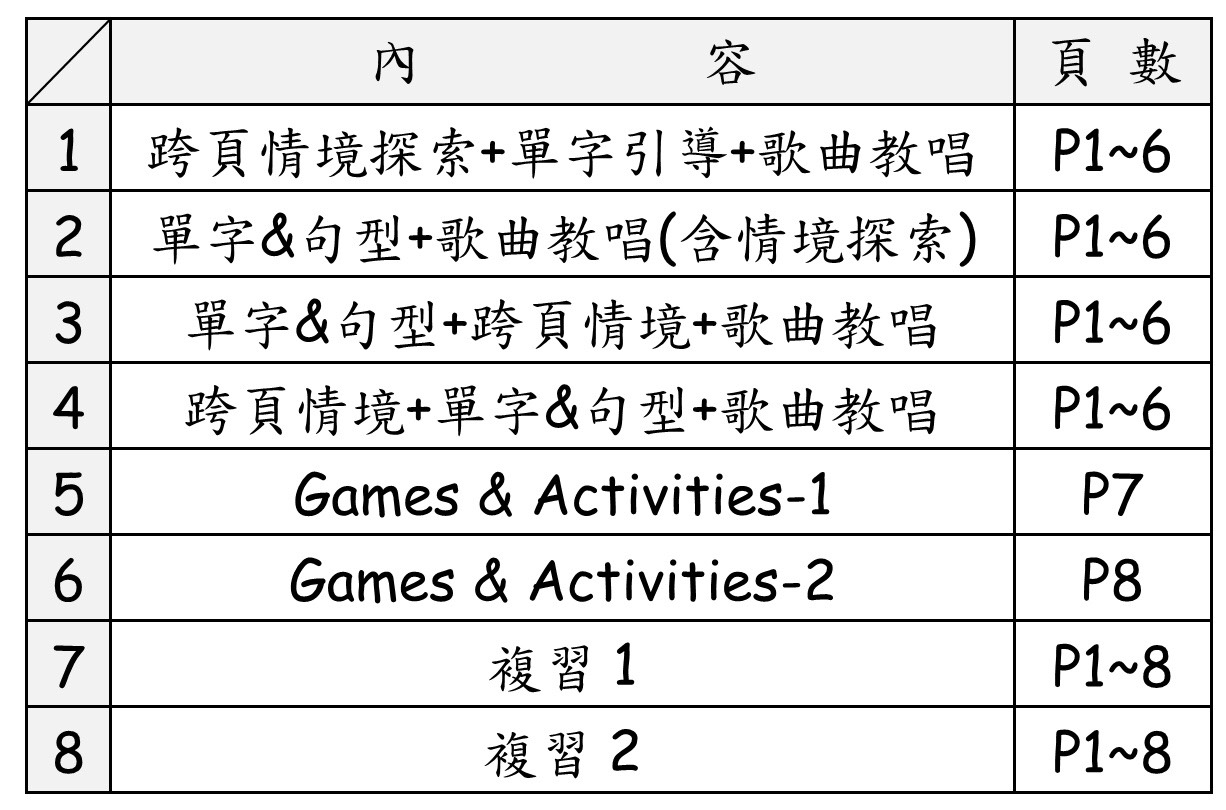 內 容 頁 數
1 跨頁情境探索+單字引導+歌曲教唱 P1~6
2 單字&句型+歌曲教唱(含情境探索) P1~6
3 單字&句型+跨頁情境+歌曲教唱 P1~6
4 跨頁情境+單字&句型+歌曲教唱 P1~6
5 Games & Activities-1 P7
6 Games & Activities-2 P8
7 複習 1 P1~8
8 複習 2 P1~8